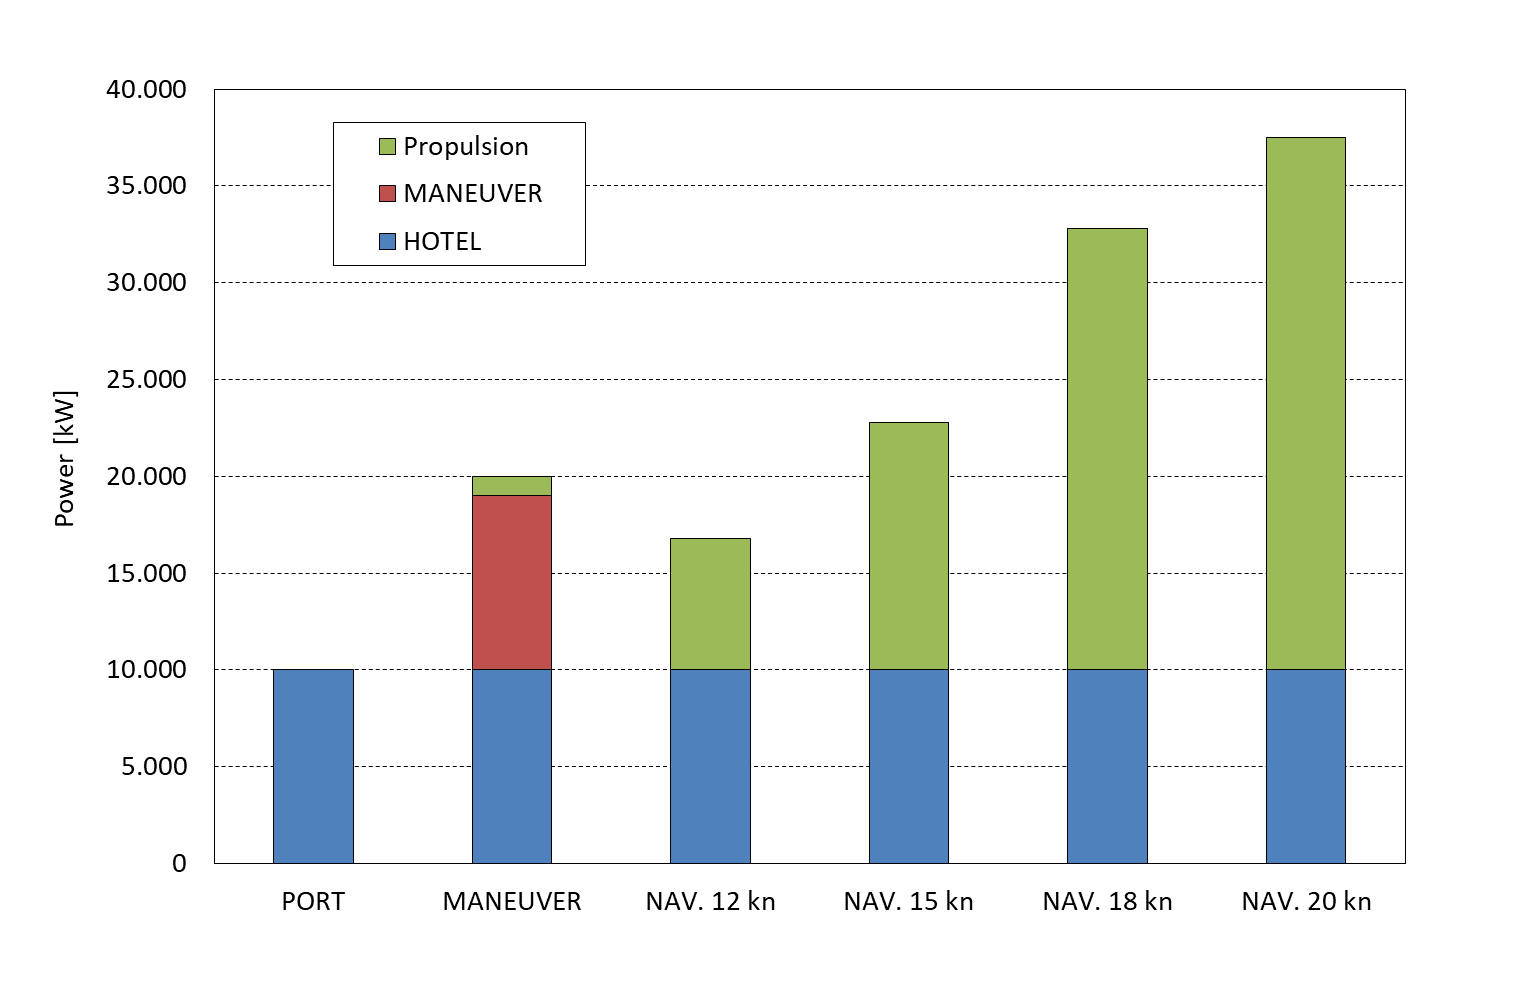 40.000
35.000
30.000
25.000
20.000
15.000
10.000
5.000
0
Power [kW]
Propulsion
MANEUVER
HOTEL
PORT MANEUVER NAV. 12 kn NAV. 15 kn NAV. 18 kn NAV. 20 kn